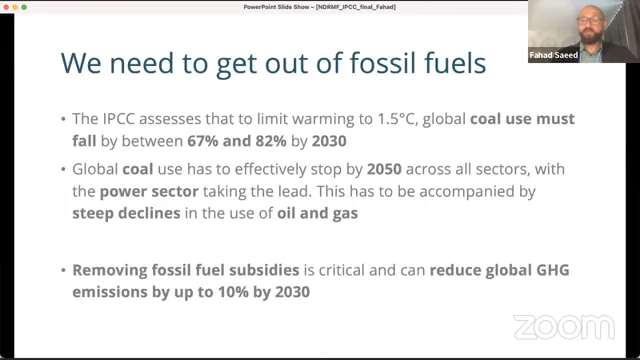 PowerPoint Slide Show – [NDRMF_IPCC_final_Fahad]
Fahad Saeed
We need to get out of fossil fuels
• The IPCC assesses that to limit warming to 1.5°C, global coal use must
fall by between 67% and 82% by 2030
• Global coal use has to effectively stop by 2050 across all sectors, with
the power sector taking the lead. This has to be accompanied by
steep declines in the use of oil and gas
• Removing fossil fuel subsidies is critical and can reduce global GHG
emissions by up to 10% by 2030
zoom